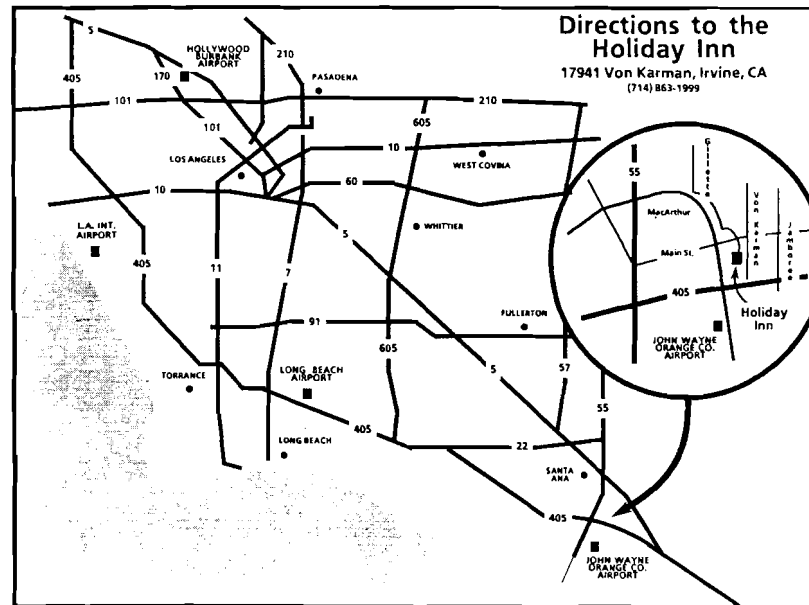 Directions to the
Holiday Inn
17941 Von Karman, Irvine, CA
(714) 863-1999
5
HOLLYWOOD
BURBANK
AIRPORT
210
405
170
PASADENA
101
210
605
101
10
LOS ANGELES
WEST COVINA
10
60
L.A. INT.
AIRPORT
WHITTIER
5
405
11
7
91
FULLERTON
605
TORRANCE
LONG BEACH
AIRPORT
5
57
55
405
LONG BEACH
22
SANTA
ANA
405
JOHN WAYNE
ORANGE CO.
AIRPORT
55
Gillette
MacArthur
Von Karman
Jamboree
Main St.
405
Holiday
Inn
JOHN WAYNE
ORANGE CO.
AIRPORT